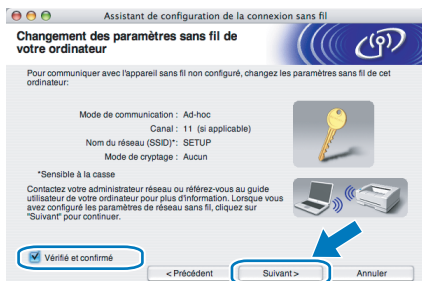 Assistant de configuration de la connexion sans fil
Changement des paramètres sans fil de
votre ordinateur
Pour communiquer avec l'appareil sans fil non configuré, changez les paramètres sans fil de cet
ordinateur:
Mode de communication : Ad-hoc
Canal : 11 (si applicable)
Nom du réseau (SSID)*: SETUP
Mode de cryptage : Aucun
*Sensible à la casse
Contactez votre administrateur réseau ou référez-vous au guide
utilisateur de votre ordinateur pour plus d'information. Lorsque vous
avez configuré les paramètres de réseau sans fil, cliquez sur
"Suivant" pour continuer.
Vérifié et confirmé
< Précédent Suivant > Annuler